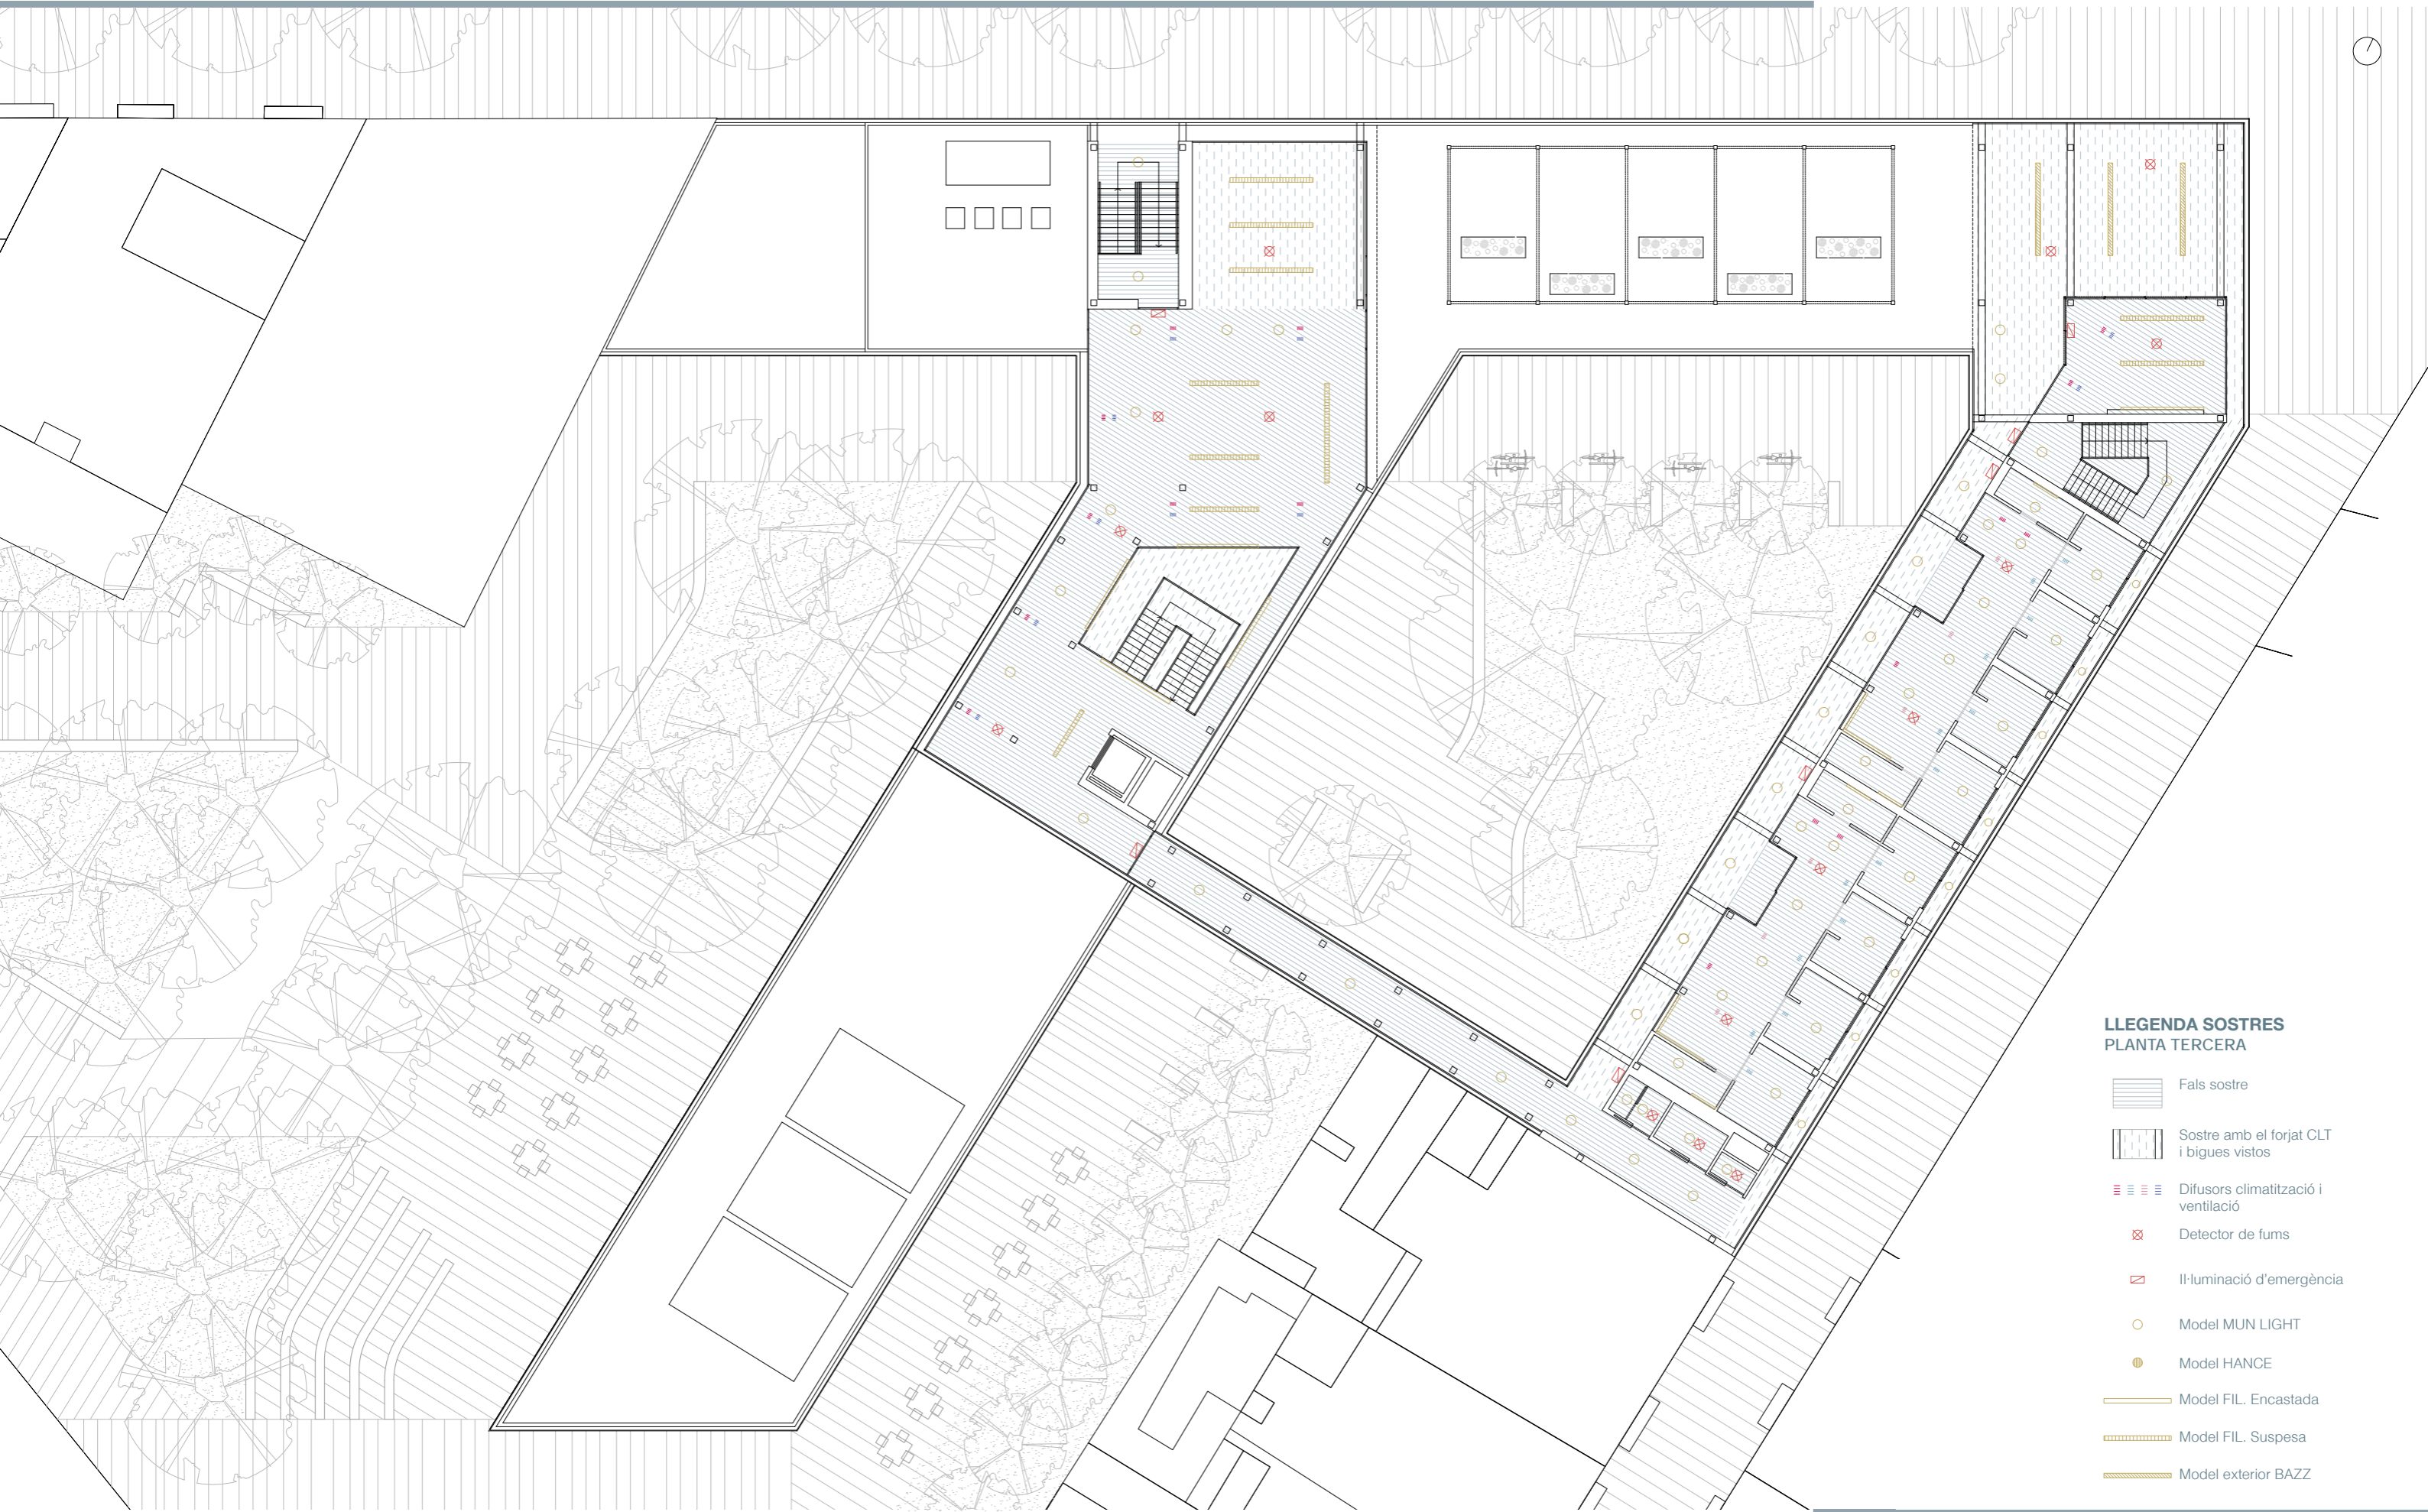 LLEGENDA SOSTRES
PLANTA TERCERA
Fals sostre
Sostre amb el forjat CLT
i bigues vistos
Difusors climatització i
ventilació
Detector de fums
Il·luminació d'emergència
Model MUN LIGHT
Model HANCE
Model FIL. Encastada
Model FIL. Suspesa
Model exterior BAZZ